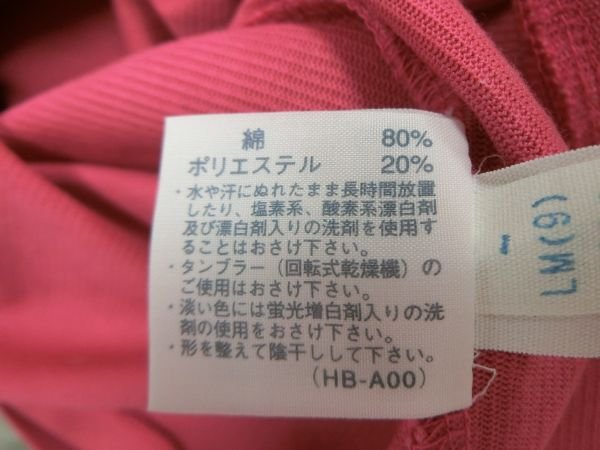 綿 80%
ポリエステル 20%
・水や汗にぬれたまま長時間放置
したり、塩素系、酸素系漂白剤
及び漂白剤入りの洗剤を使用す
ることはおさけ下さい。
・タンブラー（回転式乾燥機）の
ご使用はおさけ下さい。
・淡い色には蛍光増白剤入りの洗
剤の使用をおさけ下さい。
・形を整えて陰干しして下さい。
(HB-A00)
LM(9)